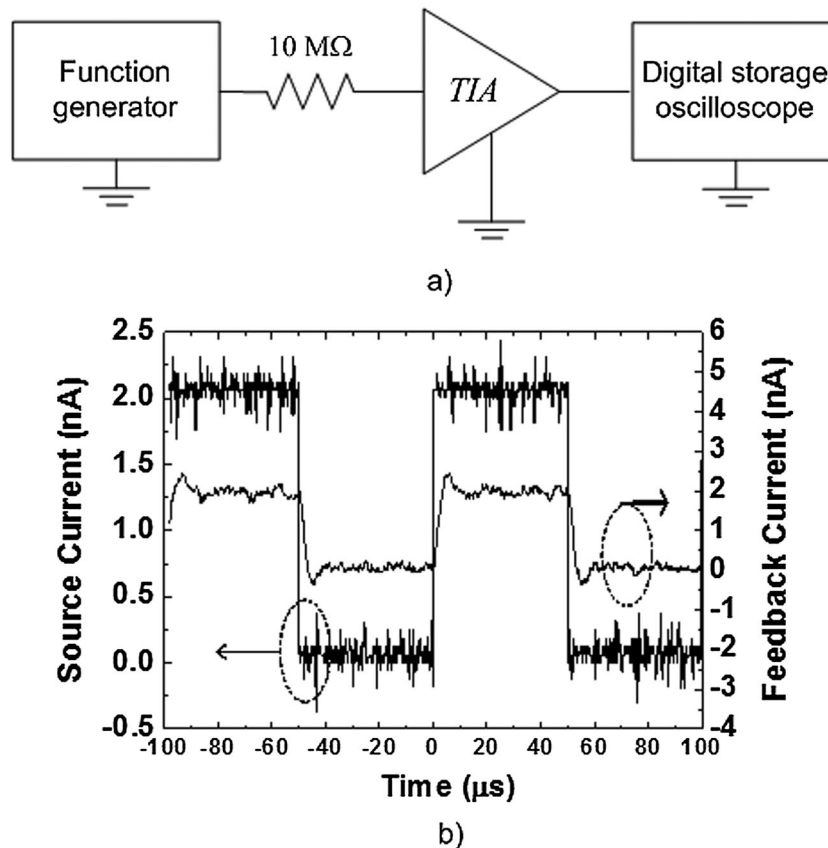 Function
generator
10 MΩ
TIA
Digital storage
oscilloscope
a)
Source Current (nA)
2.5
2.0
1.5
1.0
0.5
0.0
-0.5
6
5
4
3
2
1
0
-1
-2
-3
-4
Feedback Current (nA)
-100 -80 -60 -40 -20 0 20 40 60 80 100
Time (µs)
b)